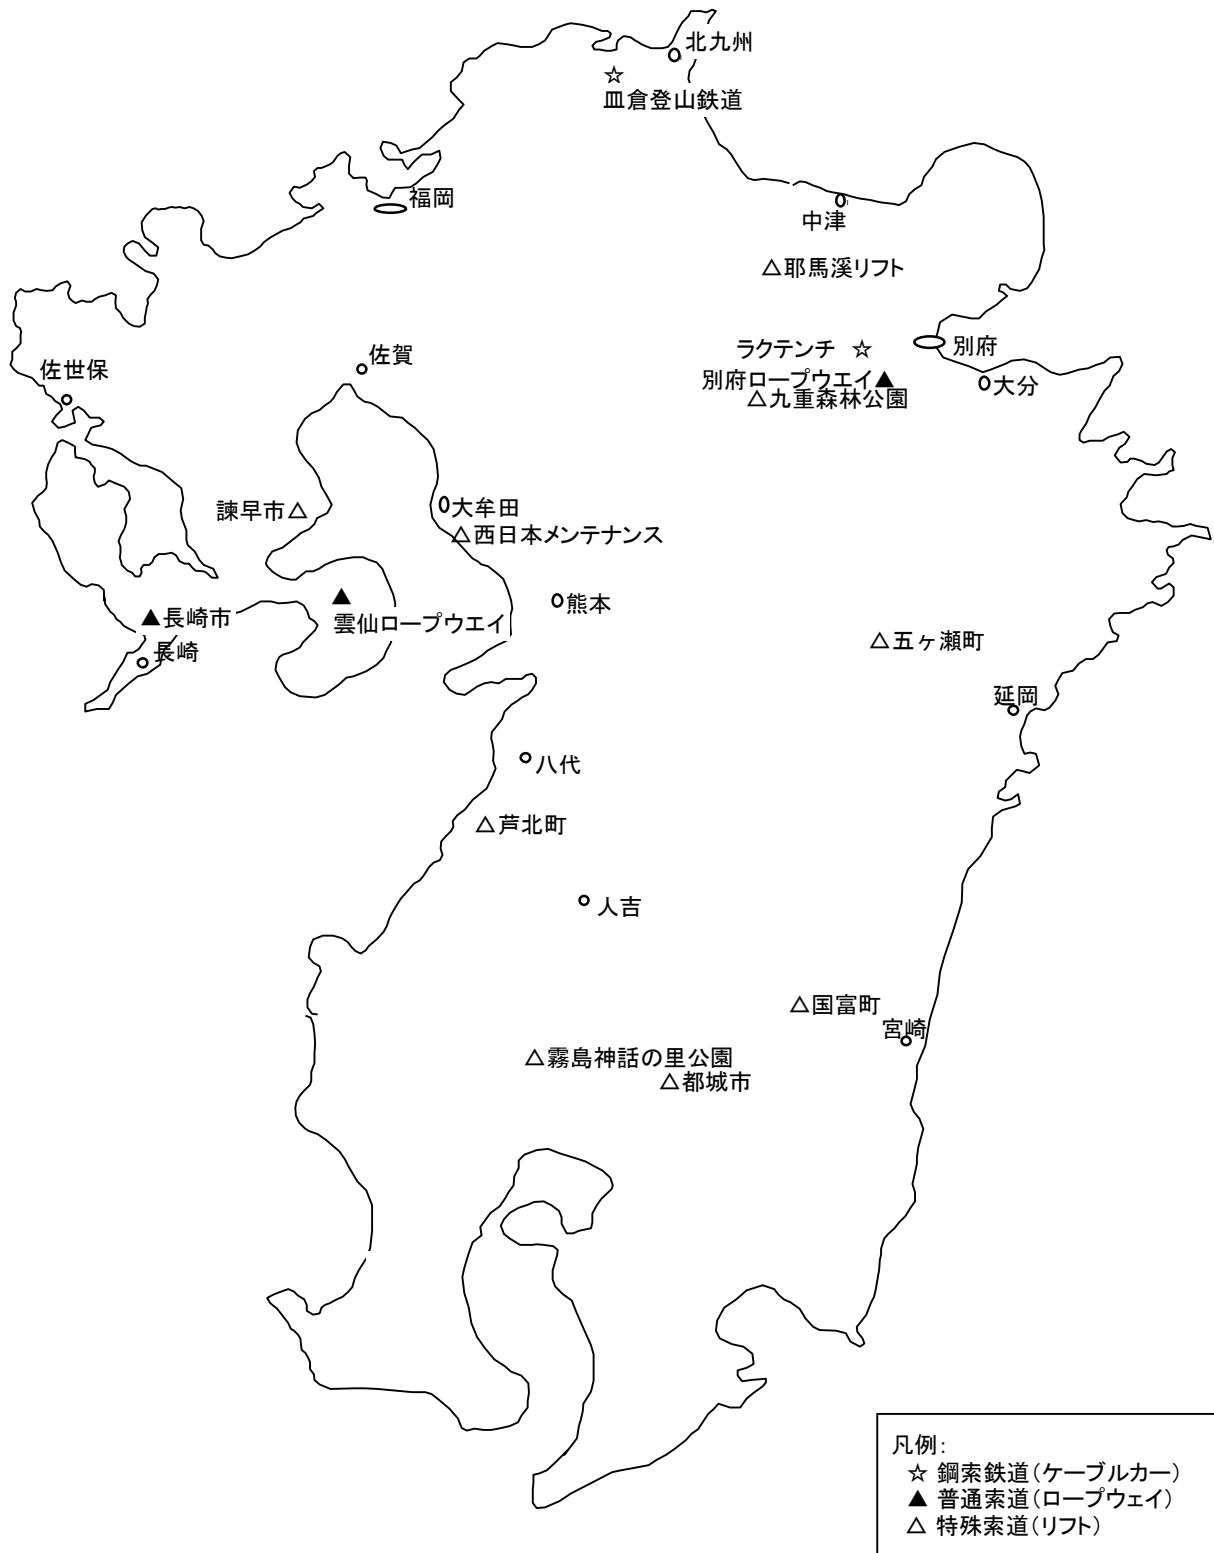 北九州
☆
皿倉登山鉄道
福岡
中津
△耶馬溪リフト
ラクテンチ ☆
別府
佐賀
佐世保
別府ロープウエイ▲
大分
△九重森林公園
諫早市△
大牟田
△西日本メンテナンス
▲
熊本
▲長崎市
雲仙ロープウエイ
長崎
△五ヶ瀬町
延岡
八代
△芦北町
人吉
△国富町
宮崎
△霧島神話の里公園
△都城市
凡例:
☆ 鋼索鉄道(ケーブルカー)
▲ 普通索道(ロープウェイ)
△ 特殊索道(リフト)